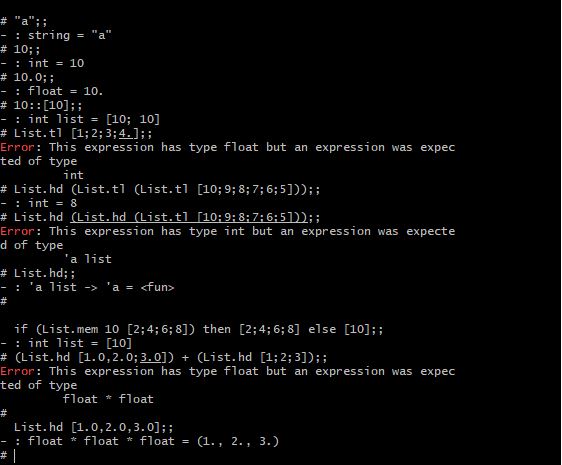 # "a";;
- : string = "a"
# 10;;
- : int = 10
# 10.0;;
- : float = 10.
# 10::[10];;
- : int list = [10; 10]
# List.tl [1;2;3;4.];;
Error: This expression has type float but an expression was expec
ted of type
int
# List.hd (List.tl (List.tl [10;9;8;7;6;5]));;
- : int = 8
# List.hd (List.hd (List.tl [10;9;8;7;6;5]));;
Error: This expression has type int but an expression was expecte
d of type
'a list
# List.hd;;
- : 'a list -> 'a = <fun>
#
if (List.mem 10 [2;4;6;8]) then [2;4;6;8] else [10];;
- : int list = [10]
# (List.hd [1.0,2.0;3.0]) + (List.hd [1;2;3]);;
Error: This expression has type float but an expression was expec
ted of type
float * float
#
List.hd [1.0,2.0,3.0];;
- : float * float * float = (1., 2., 3.)
#